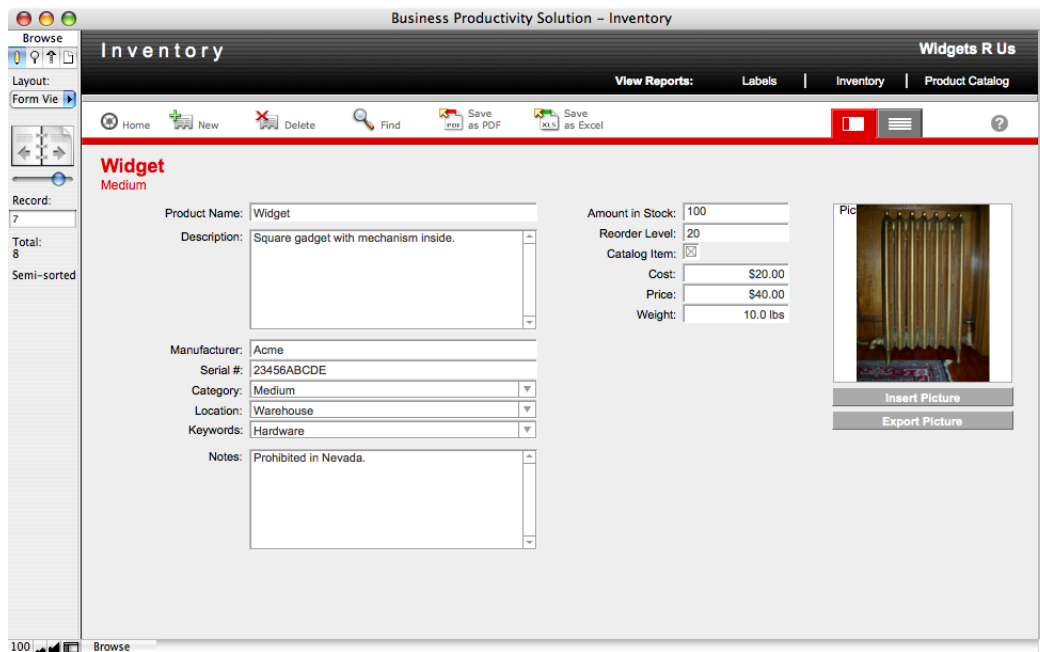 Business Productivity Solution – Inventory
Browse
Layout:
Form Vie
Record:
7
Total:
8
Semi-sorted
Inventory
Widgets R Us
View Reports: Labels | Inventory | Product Catalog
Home New Delete Find Save as PDF Save as Excel
PDF XLS
?
Widget
Medium
Product Name: Widget
Description: Square gadget with mechanism inside.
Manufacturer: Acme
Serial #: 23456ABCDE
Category: Medium
Location: Warehouse
Keywords: Hardware
Notes: Prohibited in Nevada.
Amount in Stock: 100
Reorder Level: 20
Catalog Item:
Cost: $20.00
Price: $40.00
Weight: 10.0 lbs
Pic
Insert Picture
Export Picture
100 Browse